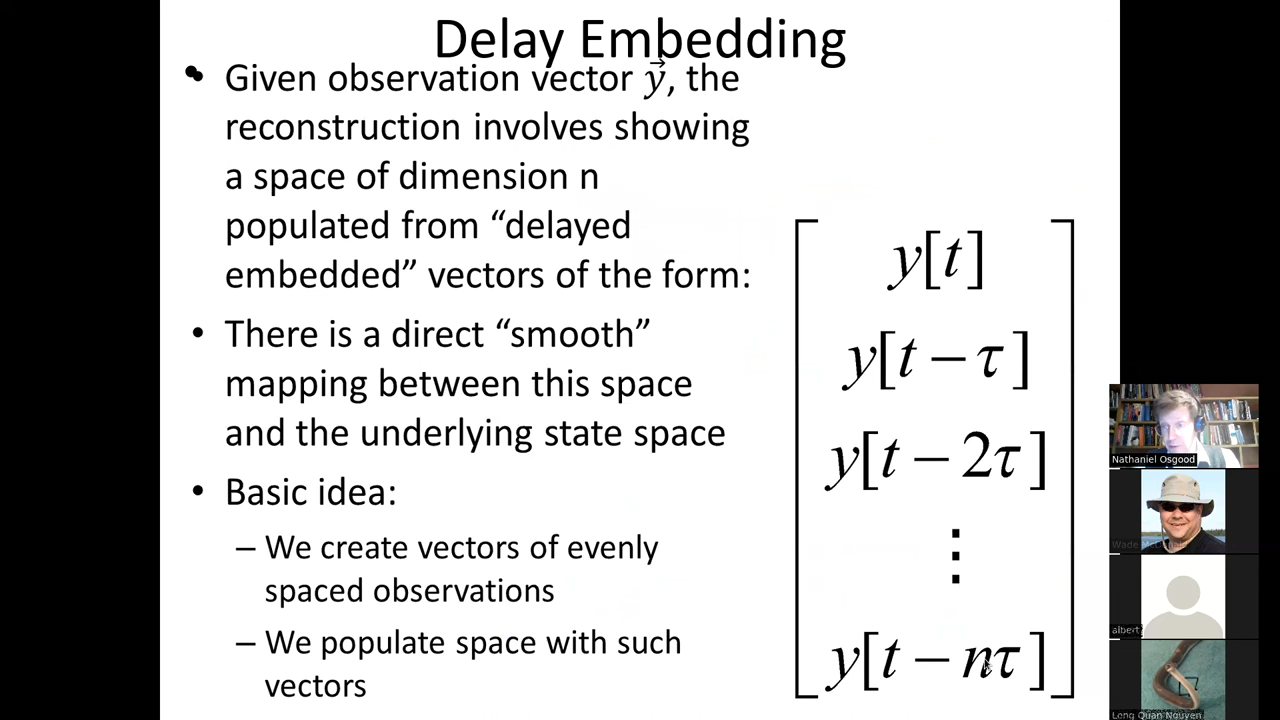 Delay Embedding
• Given observation vector y⃗, the
reconstruction involves showing
a space of dimension n
populated from “delayed
embedded” vectors of the form:
• There is a direct “smooth”
mapping between this space
and the underlying state space
• Basic idea:
– We create vectors of evenly
spaced observations
– We populate space with such
vectors
y[t]
y[t − τ]
y[t − 2τ]
⋮
y[t − nτ]
Nathaniel Osgood
albert
Long Quan Nguyen